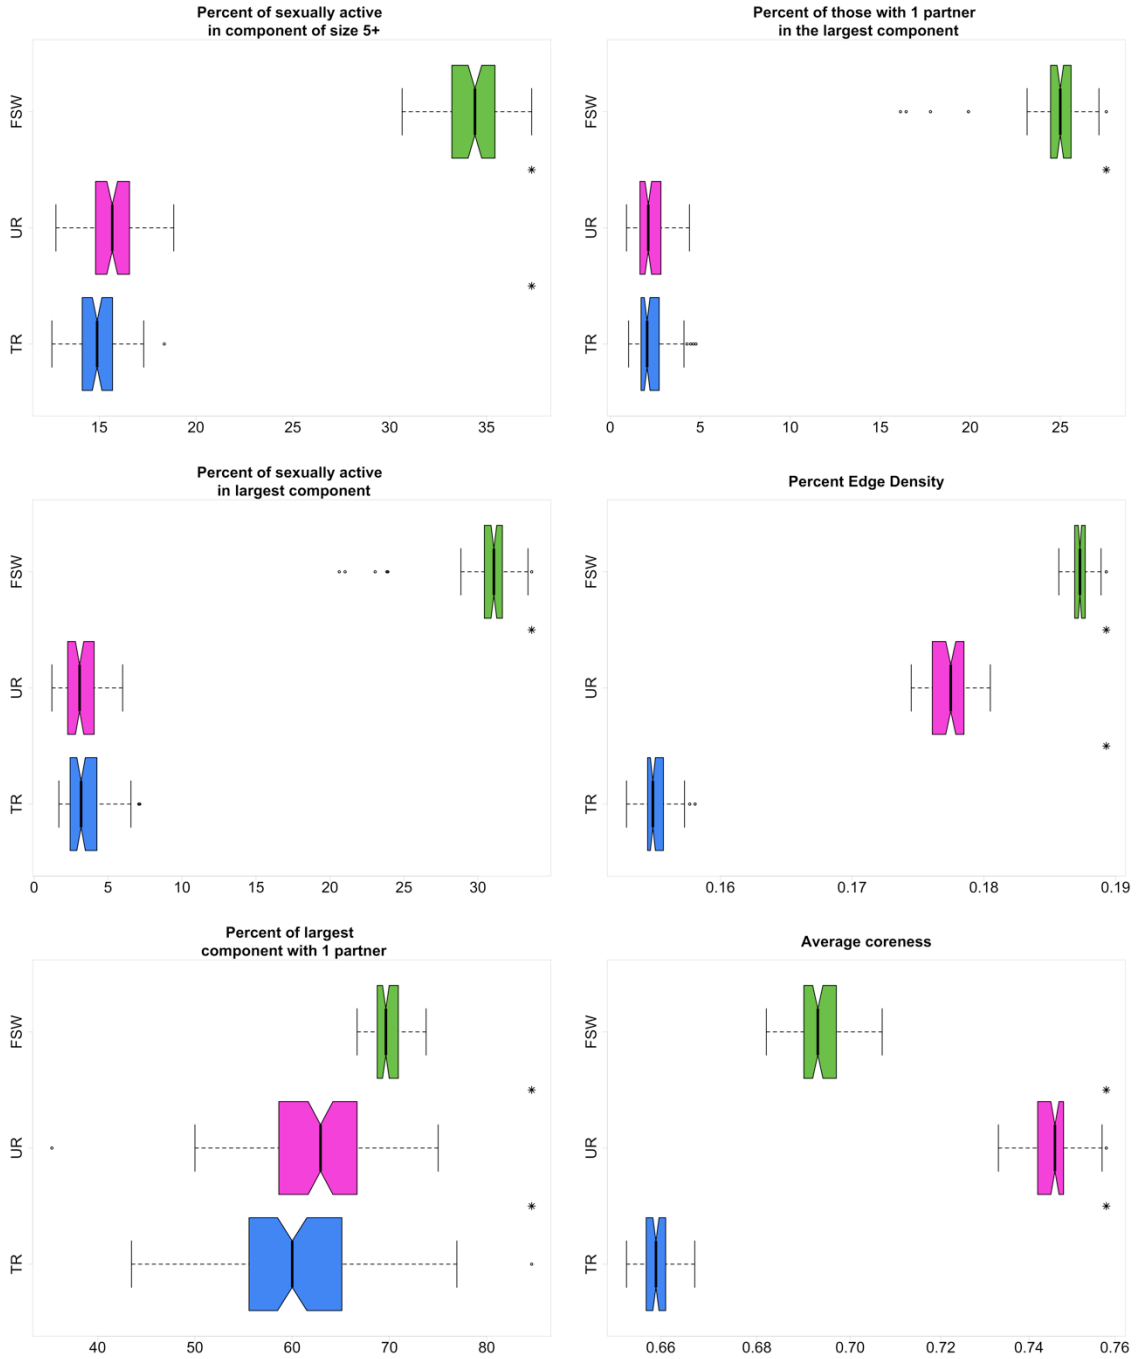 Percent of sexually active
in component of size 5+
FSW
UR
TR
15 20 25 30 35
Percent of those with 1 partner
in the largest component
FSW
*
UR
TR
0 5 10 15 20 25
Percent of sexually active
in largest component
FSW
*
UR
TR
0 5 10 15 20 25 30
Percent Edge Density
FSW
*
UR
*
TR
0.16 0.17 0.18 0.19
Percent of largest
component with 1 partner
FSW
*
UR
*
TR
40 50 60 70 80
Average coreness
FSW
*
UR
*
TR
0.66 0.68 0.70 0.72 0.74 0.76